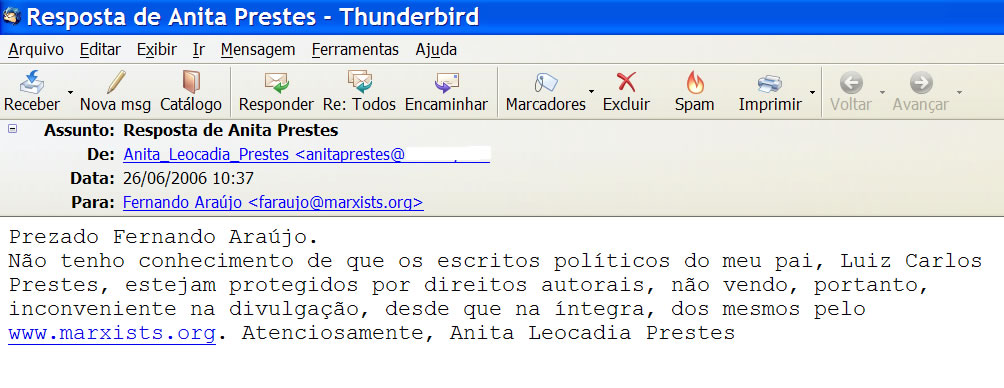 Resposta de Anita Prestes - Thunderbird
Arquivo Editar Exibir Ir Mensagem Ferramentas Ajuda
Receber Nova msg Catálogo Responder Re: Todos Encaminhar Marcadores Excluir Spam Imprimir Voltar Avançar
Assunto: Resposta de Anita Prestes
De: Anita_Leocadia_Prestes <anitaprestes@
Data: 26/06/2006 10:37
Para: Fernando Araújo <faraujo@marxists.org>
Prezado Fernando Araújo.
Não tenho conhecimento de que os escritos políticos do meu pai, Luiz Carlos
Prestes, estejam protegidos por direitos autorais, não vendo, portanto,
inconveniente na divulgação, desde que na íntegra, dos mesmos pelo
www.marxists.org. Atenciosamente, Anita Leocadia Prestes